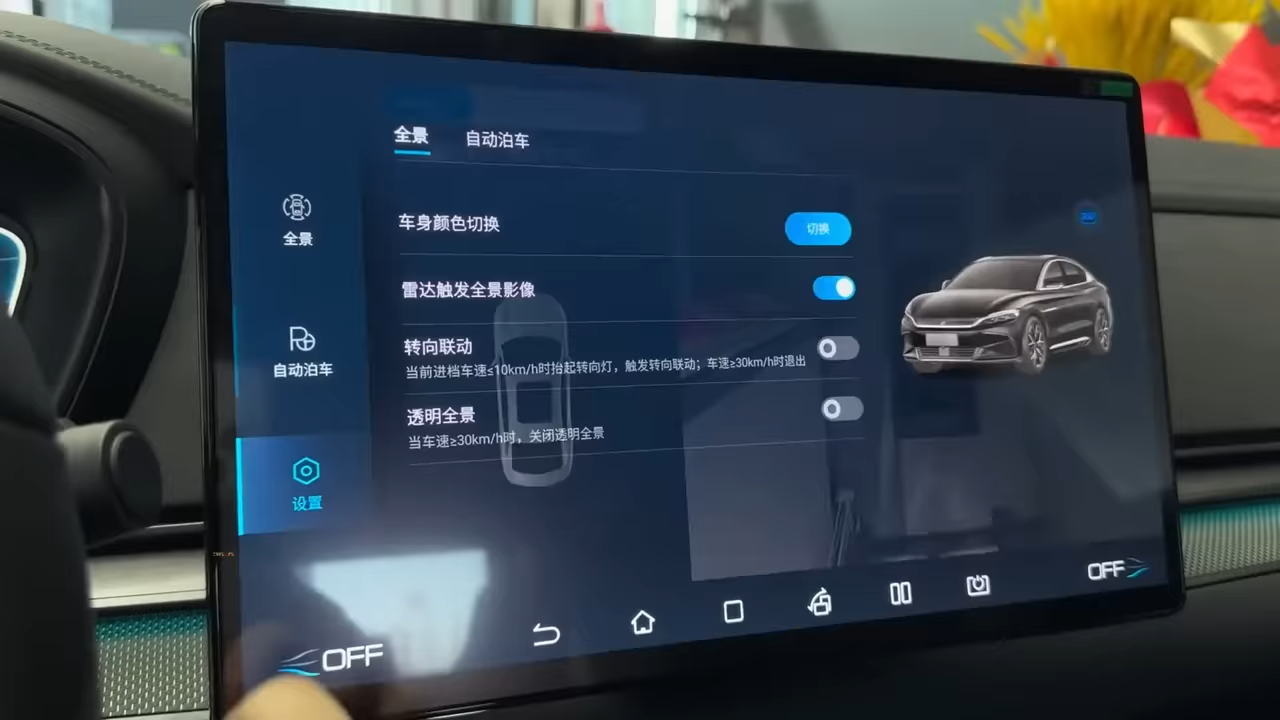 全景 自动泊车
全景
车身颜色切换 切换
雷达触发全景影像
转向联动
当前进档车速≤10km/h时抬起转向灯，触发转向联动；车速≥30km/h时退出
自动泊车
透明全景
当车速≥30km/h时，关闭透明全景
设置
OFF
OFF